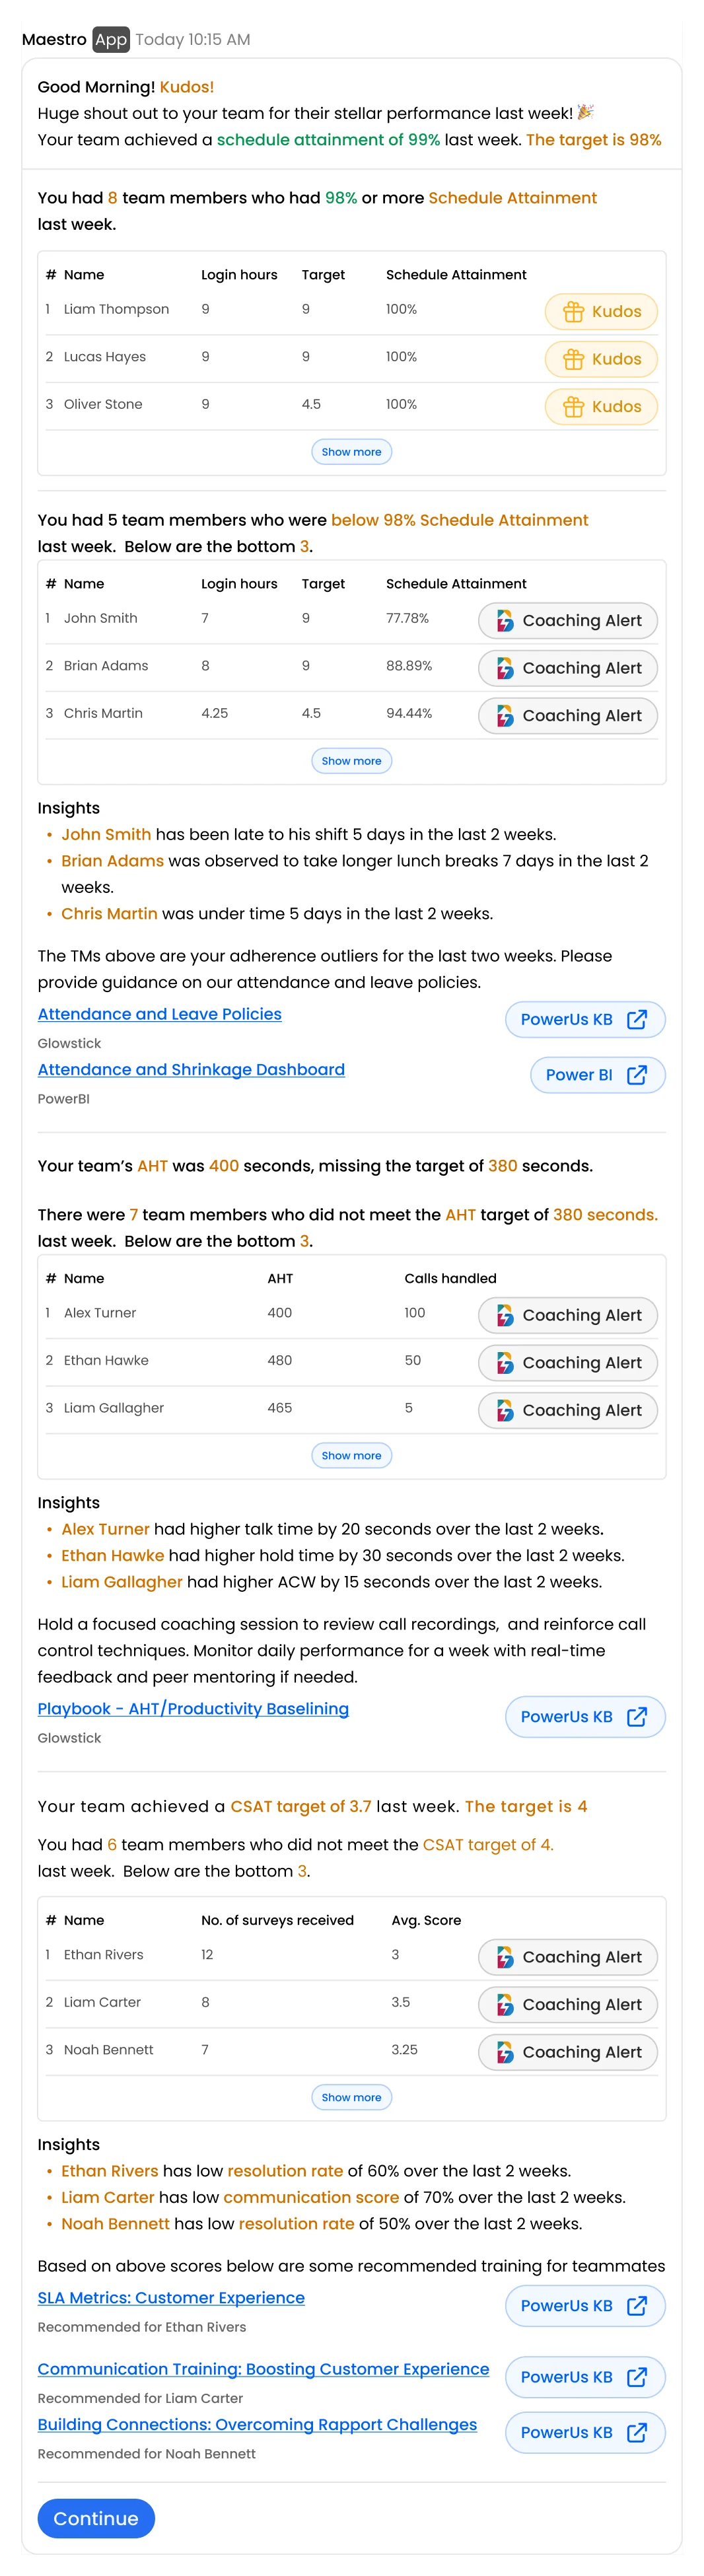 Maestro App Today 10:15 AM
Good Morning! Kudos!
Huge shout out to your team for their stellar performance last week! 🎉
Your team achieved a schedule attainment of 99% last week. The target is 98%
You had 8 team members who had 98% or more Schedule Attainment
last week.
# Name Login hours Target Schedule Attainment
1 Liam Thompson 9 9 100% Kudos
2 Lucas Hayes 9 9 100% Kudos
3 Oliver Stone 9 4.5 100% Kudos
Show more
You had 5 team members who were below 98% Schedule Attainment
last week. Below are the bottom 3.
# Name Login hours Target Schedule Attainment
1 John Smith 7 9 77.78% Coaching Alert
2 Brian Adams 8 9 88.89% Coaching Alert
3 Chris Martin 4.25 4.5 94.44% Coaching Alert
Show more
Insights
• John Smith has been late to his shift 5 days in the last 2 weeks.
• Brian Adams was observed to take longer lunch breaks 7 days in the last 2
weeks.
• Chris Martin was under time 5 days in the last 2 weeks.
The TMs above are your adherence outliers for the last two weeks. Please
provide guidance on our attendance and leave policies.
Attendance and Leave Policies PowerUs KB
Glowstick
Attendance and Shrinkage Dashboard Power BI
PowerBI
Your team's AHT was 400 seconds, missing the target of 380 seconds.
There were 7 team members who did not meet the AHT target of 380 seconds.
last week. Below are the bottom 3.
# Name AHT Calls handled
1 Alex Turner 400 100 Coaching Alert
2 Ethan Hawke 480 50 Coaching Alert
3 Liam Gallagher 465 5 Coaching Alert
Show more
Insights
• Alex Turner had higher talk time by 20 seconds over the last 2 weeks.
• Ethan Hawke had higher hold time by 30 seconds over the last 2 weeks.
• Liam Gallagher had higher ACW by 15 seconds over the last 2 weeks.
Hold a focused coaching session to review call recordings, and reinforce call
control techniques. Monitor daily performance for a week with real-time
feedback and peer mentoring if needed.
Playbook - AHT/Productivity Baselining PowerUs KB
Glowstick
Your team achieved a CSAT target of 3.7 last week. The target is 4
You had 6 team members who did not meet the CSAT target of 4.
last week. Below are the bottom 3.
# Name No. of surveys received Avg. Score
1 Ethan Rivers 12 3 Coaching Alert
2 Liam Carter 8 3.5 Coaching Alert
3 Noah Bennett 7 3.25 Coaching Alert
Show more
Insights
• Ethan Rivers has low resolution rate of 60% over the last 2 weeks.
• Liam Carter has low communication score of 70% over the last 2 weeks.
• Noah Bennett has low resolution rate of 50% over the last 2 weeks.
Based on above scores below are some recommended training for teammates
SLA Metrics: Customer Experience PowerUs KB
Recommended for Ethan Rivers
Communication Training: Boosting Customer Experience PowerUs KB
Recommended for Liam Carter
Building Connections: Overcoming Rapport Challenges PowerUs KB
Recommended for Noah Bennett
Continue